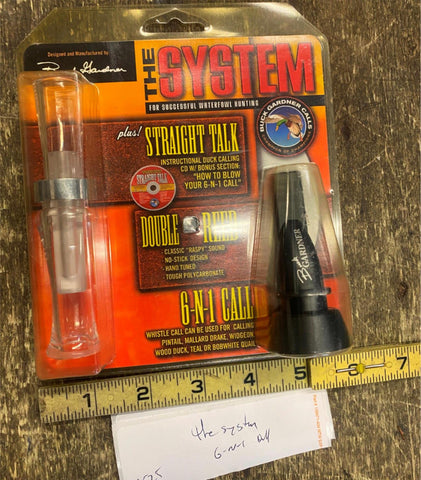 Designed and Manufactured by
Buck Gardner
THE SYSTEM
FOR SUCCESSFUL WATERFOWL HUNTING
BUCK GARDNER CALLS
plus!
STRAIGHT TALK
INSTRUCTIONAL DUCK CALLING
CD W/ BONUS SECTION:
"HOW TO BLOW
YOUR 6-N-1 CALL"
STRAIGHT TALK
DOUBLE REED
CLASSIC "RASPY" SOUND
NO-STICK DESIGN
HAND TUNED
TOUGH POLYCARBONATE
B GARDNER
6-N-1 CALL
WHISTLE CALL CAN BE USED FOR CALLING
PINTAIL, MALLARD DRAKE, WIDGEON
WOOD DUCK, TEAL OR BOBWHITE QUAIL
1 2 3 4 5 6 7
the system
6-N-1